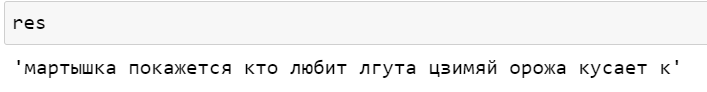 res
'мартышка покажется кто любит лгута цзимяй орожа кусает к'